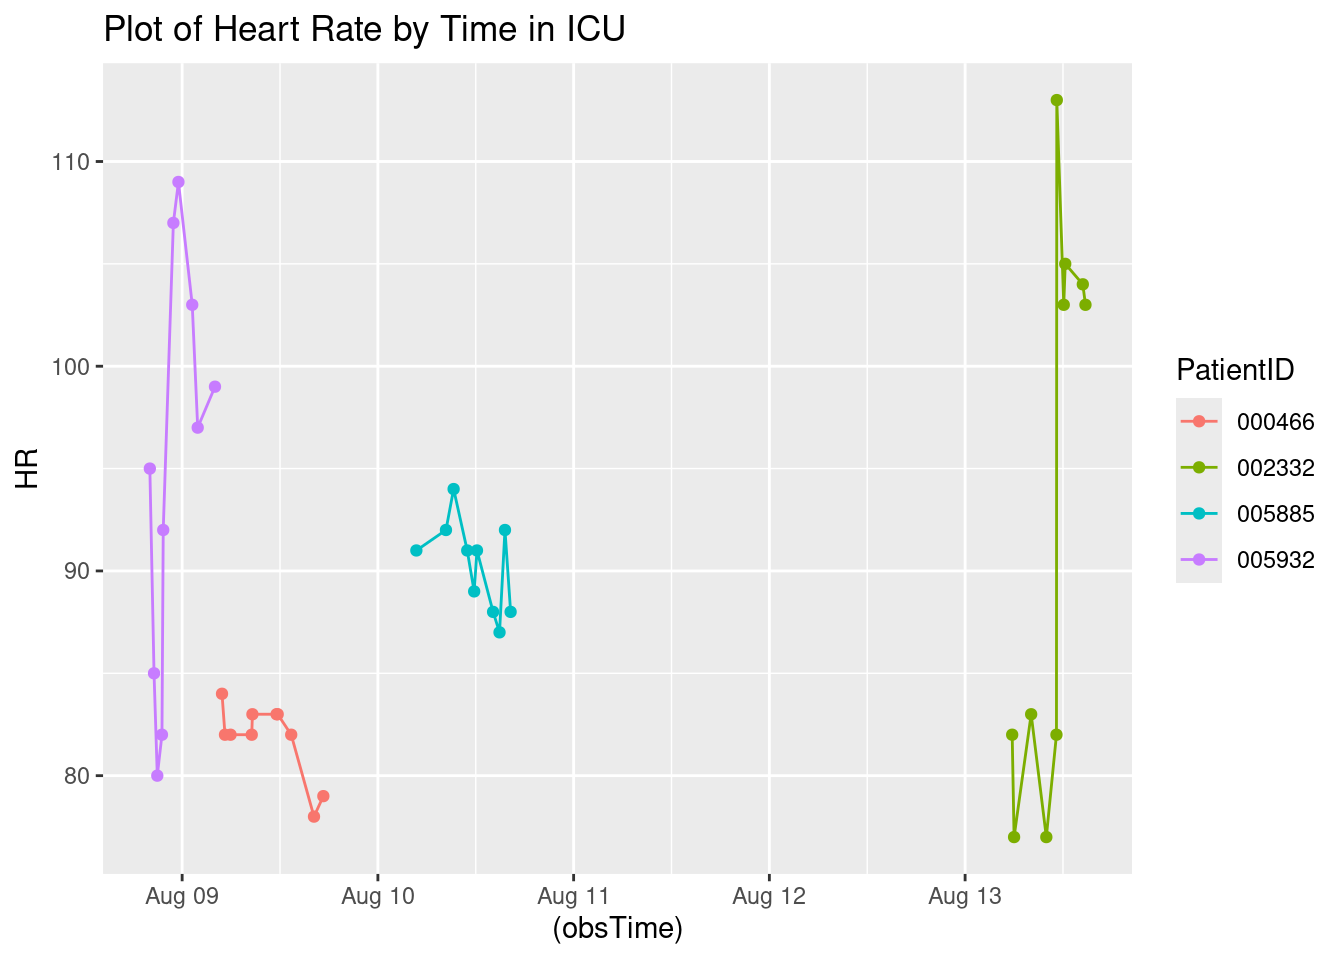 Plot of Heart Rate by Time in ICU
110
100
90
80
HR
Aug 09 Aug 10 Aug 11 Aug 12 Aug 13
(obsTime)
PatientID
000466
002332
005885
005932